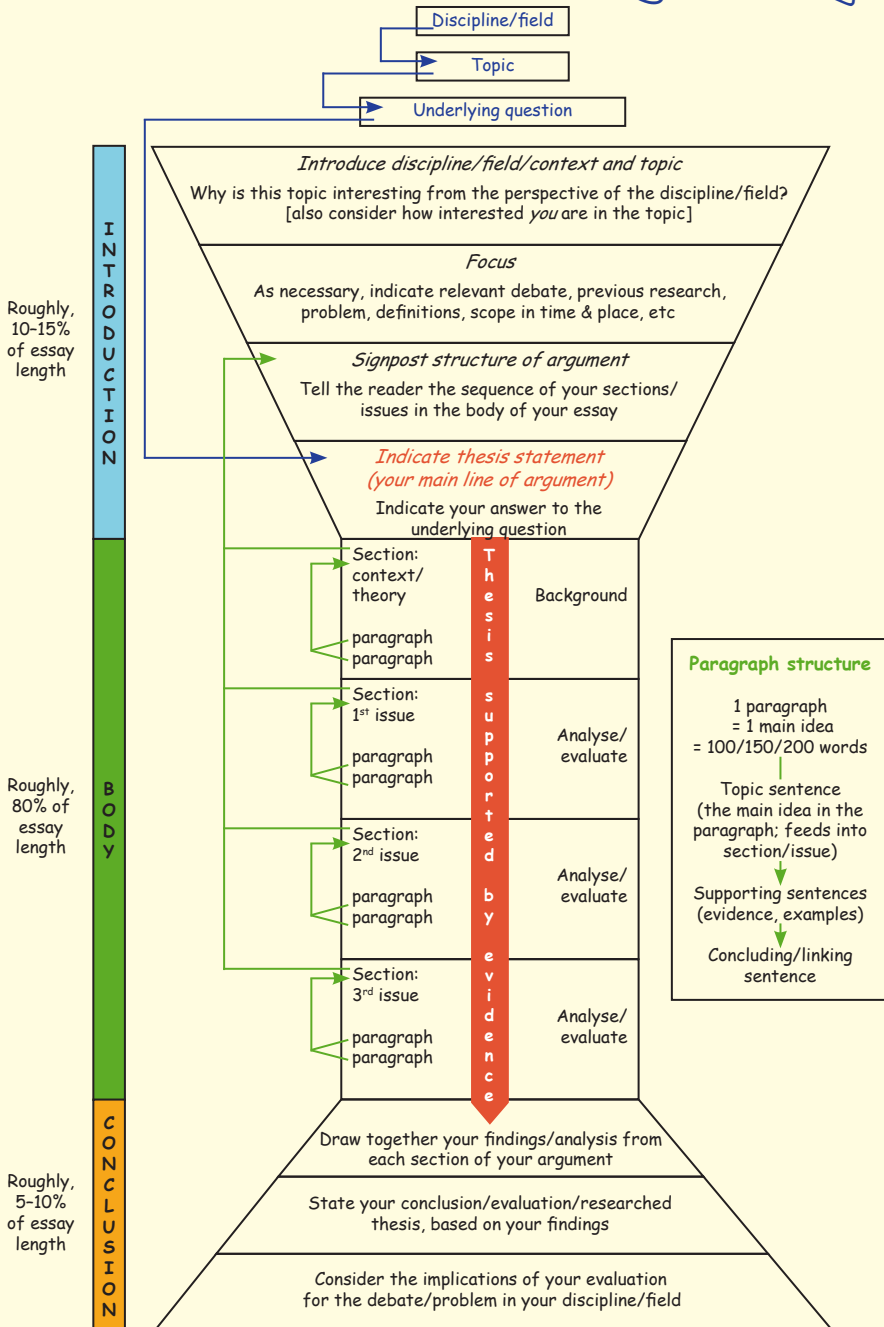 Discipline/field
Topic
Underlying question
Introduce discipline/field/context and topic
Why is this topic interesting from the perspective of the discipline/field?
[also consider how interested you are in the topic]
Focus
As necessary, indicate relevant debate, previous research,
problem, definitions, scope in time & place, etc
Signpost structure of argument
Tell the reader the sequence of your sections/
issues in the body of your essay
Indicate thesis statement
(your main line of argument)
Indicate your answer to the
underlying question
INTRODUCTION
Roughly,
10–15%
of essay
length
Section:
context/
theory
paragraph
paragraph
Background
Section:
1st issue
paragraph
paragraph
Analyse/
evaluate
Section:
2nd issue
paragraph
paragraph
Analyse/
evaluate
Section:
3rd issue
paragraph
paragraph
Analyse/
evaluate
Thesis supported by evidence
BODY
Roughly,
80% of
essay
length
Paragraph structure
1 paragraph
= 1 main idea
= 100/150/200 words
Topic sentence
(the main idea in the
paragraph; feeds into
section/issue)
Supporting sentences
(evidence, examples)
Concluding/linking
sentence
CONCLUSION
Roughly,
5–10%
of essay
length
Draw together your findings/analysis from
each section of your argument
State your conclusion/evaluation/researched
thesis, based on your findings
Consider the implications of your evaluation
for the debate/problem in your discipline/field